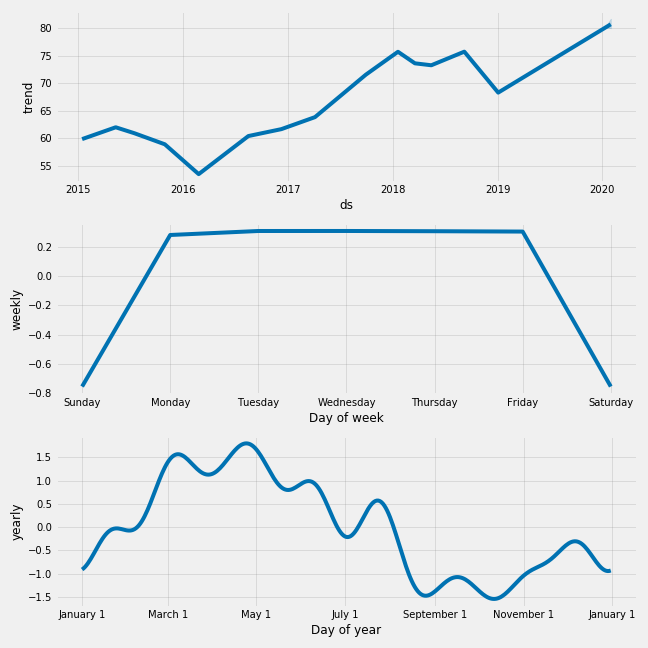 80
75
70
65
60
55
trend
2015 2016 2017 2018 2019 2020
ds
0.2
0.0
−0.2
−0.4
−0.6
−0.8
weekly
Sunday Monday Tuesday Wednesday Thursday Friday Saturday
Day of week
1.5
1.0
0.5
0.0
−0.5
−1.0
−1.5
yearly
January 1 March 1 May 1 July 1 September 1 November 1 January 1
Day of year